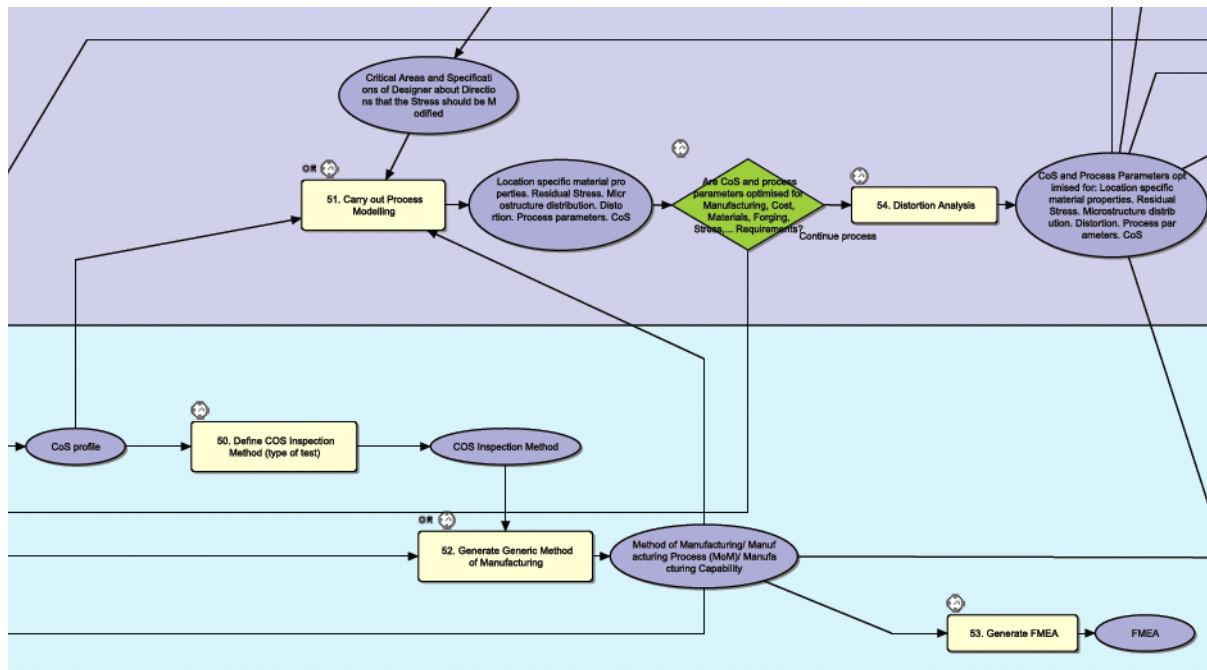 Critical Areas and Specificati
ons of Designer about Directio
ns that the Stress should be M
odified
OR
51. Carry out Process
Modelling
Location specific material pro
perties. Residual Stress. Micr
ostructure distribution. Disto
rtion. Process parameters. CoS
Are CoS and process
parameters optimised for
Manufacturing, Cost,
Materials, Forging,
Stress,... Requirements?
Continue process
54. Distortion Analysis
CoS and Process Parameters opt
imised for: Location specific
material properties. Residual
Stress. Microstructure distrib
ution. Distortion. Process par
ameters. CoS
CoS profile
50. Define COS Inspection
Method (type of test)
COS Inspection Method
OR
52. Generate Generic Method
of Manufacturing
Method of Manufacturing/ Manuf
acturing Process (MoM)/ Manufa
cturing Capability
53. Generate FMEA
FMEA